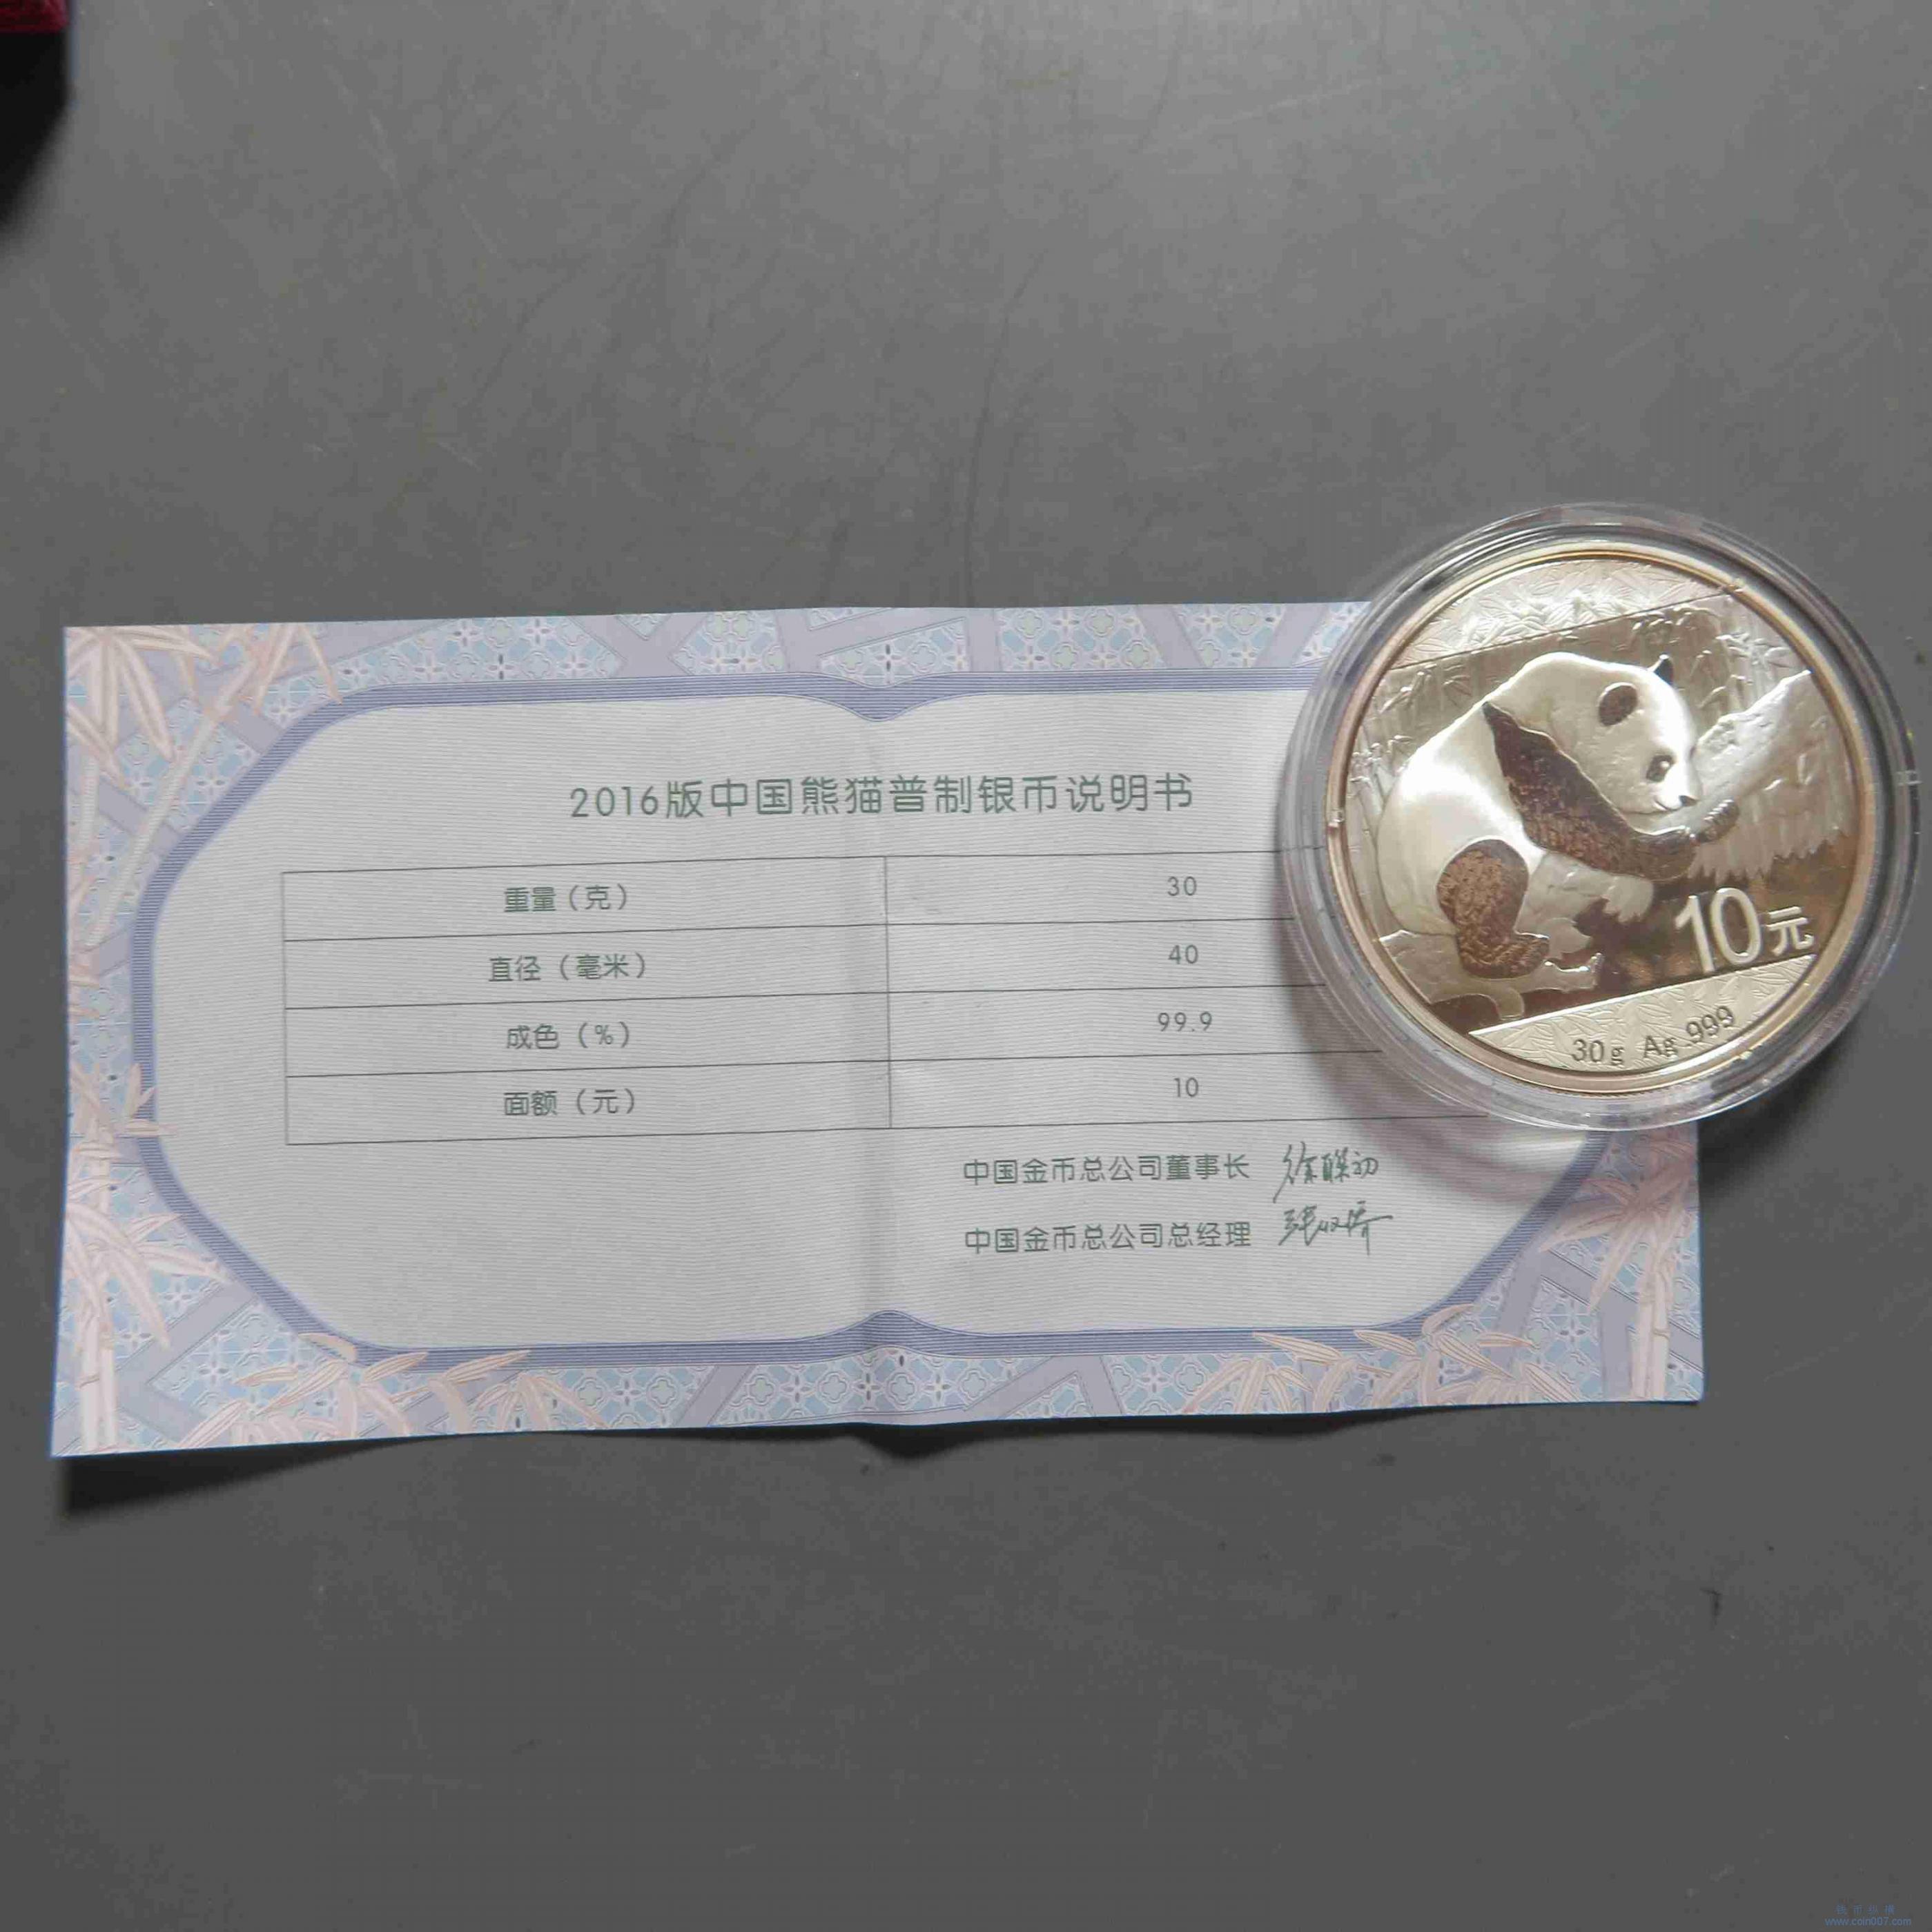 2016版中国熊猫普制银币说明书
重量（克） 30
直径（毫米） 40
成色（%） 99.9
面额（元） 10
中国金币总公司董事长
中国金币总公司总经理
10元
30g Ag .999
www.coin007.com